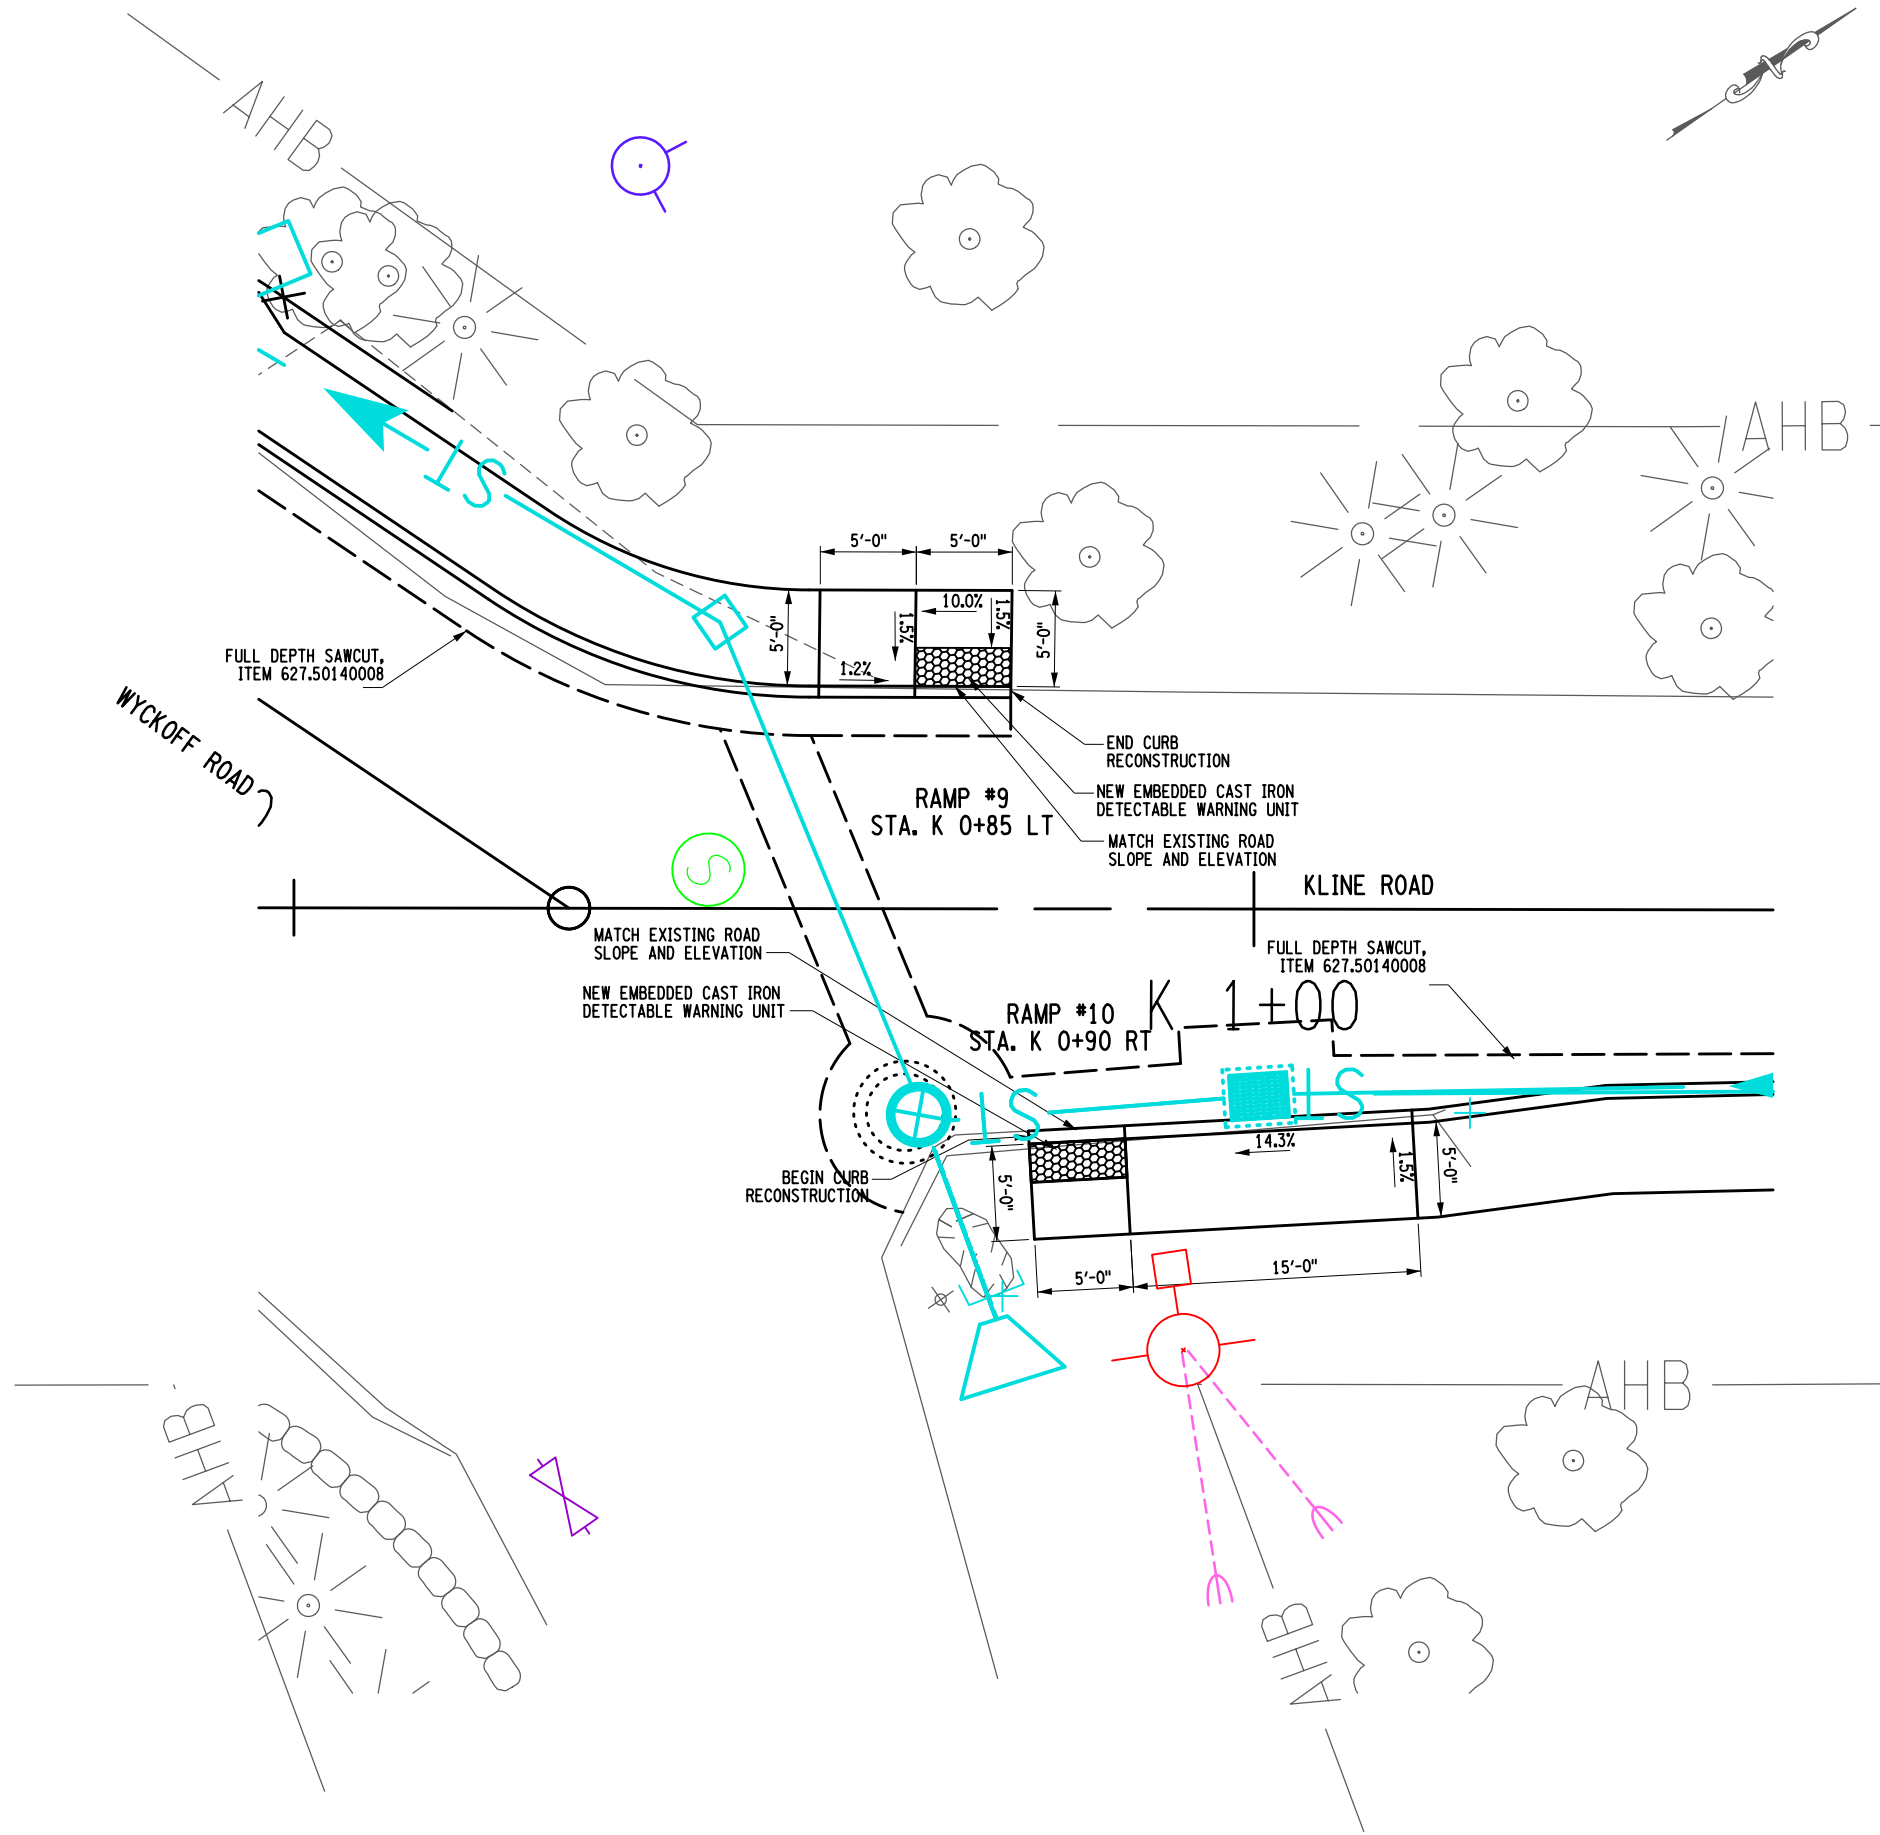 AHB
AHB
ST
5'-0"
5'-0"
10.0%
1.5%
1.5%
5'-0"
5'-0"
1.2%
FULL DEPTH SAWCUT,
ITEM 627.50140008
WYCKOFF ROAD
END CURB
RECONSTRUCTION
NEW EMBEDDED CAST IRON
DETECTABLE WARNING UNIT
RAMP #9
STA. K 0+85 LT
MATCH EXISTING ROAD
SLOPE AND ELEVATION
S
KLINE ROAD
MATCH EXISTING ROAD
SLOPE AND ELEVATION
FULL DEPTH SAWCUT,
ITEM 627.50140008
NEW EMBEDDED CAST IRON
DETECTABLE WARNING UNIT
RAMP #10
STA. K 0+90 RT
K 1+00
ST
ST
14.3%
1.5%
5'-0"
BEGIN CURB
RECONSTRUCTION
5'-0"
5'-0"
15'-0"
AHB
AHB
AHB